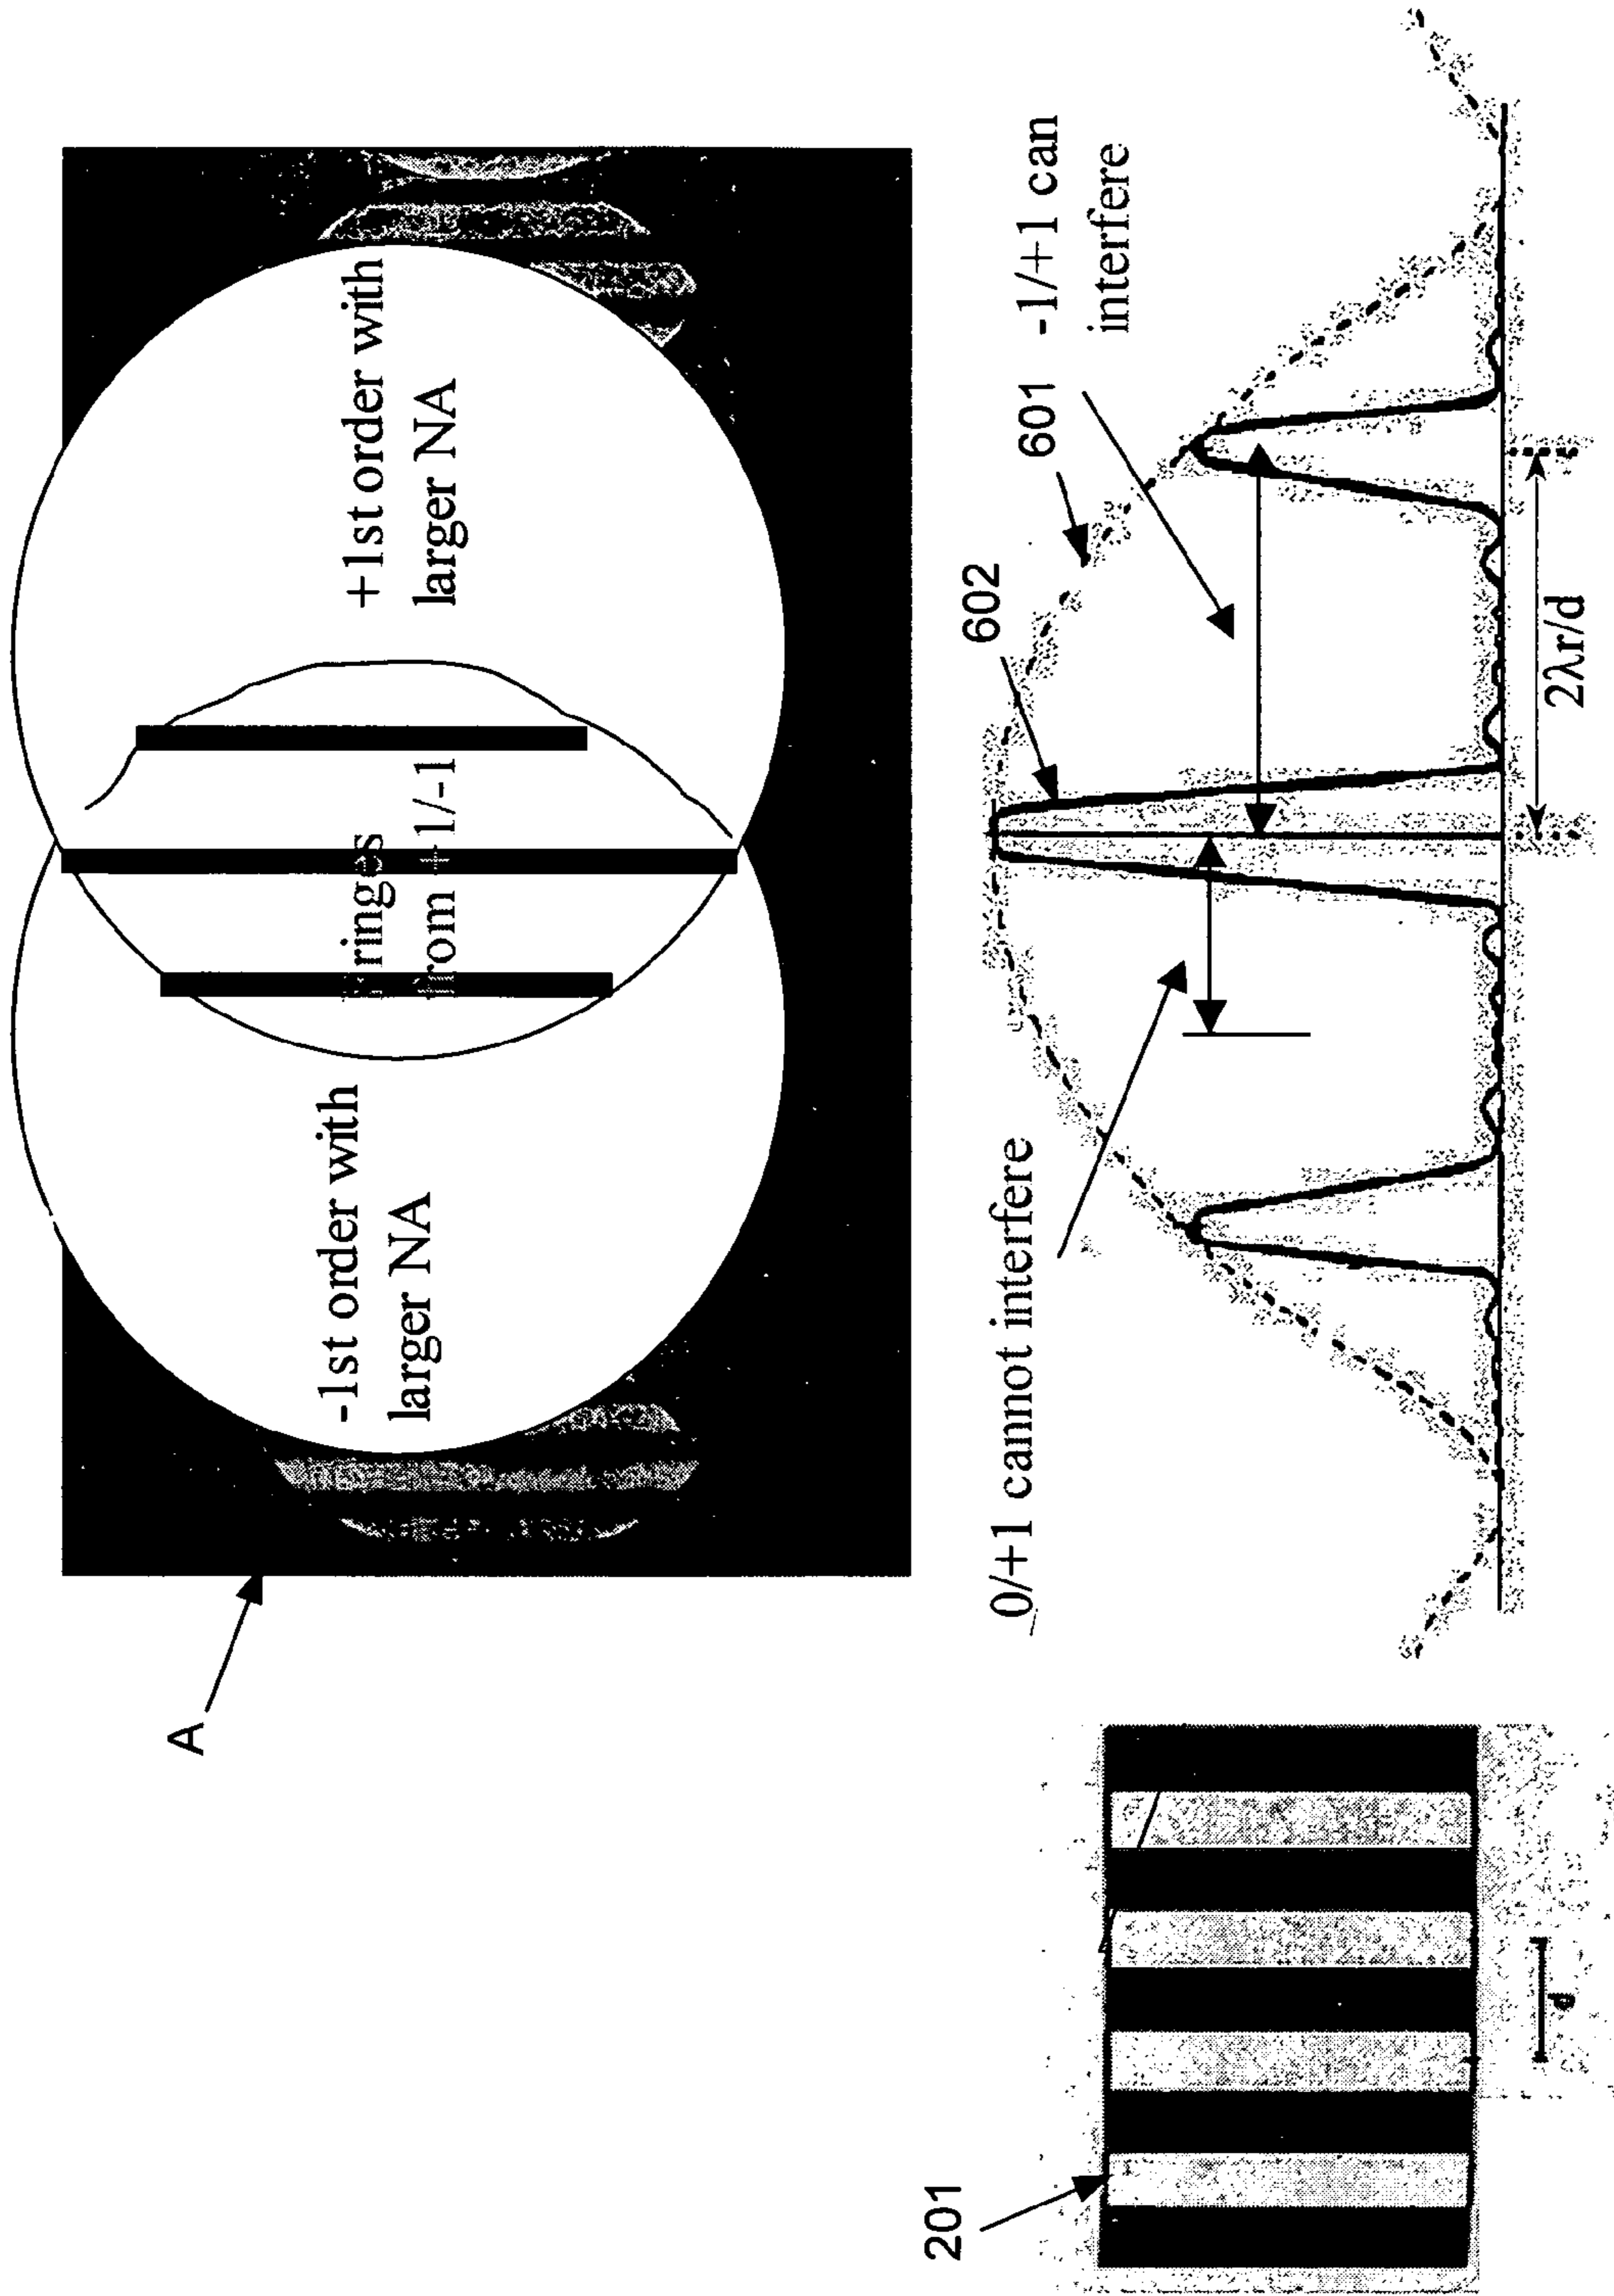 A
-1st order with
larger NA
Fringes
from +1/-1
+1st order with
larger NA
201
d
0/+1 cannot interfere
602
601
-1/+1 can
interfere
2λr/d